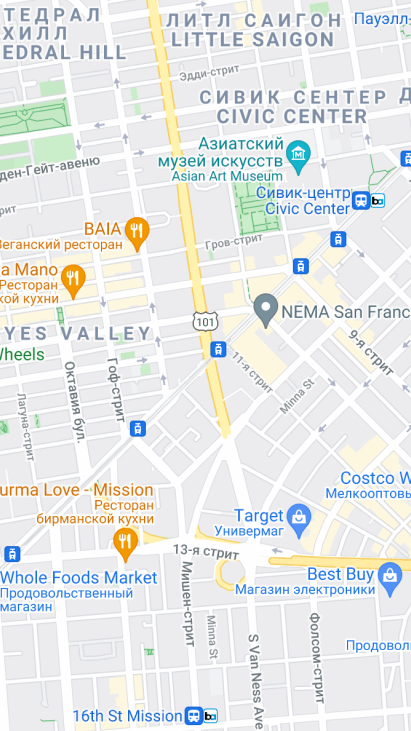 ТЕДРАЛ
ХИЛЛ
EDRAL HILL
ЛИТЛ САИГОН
LITTLE SAIGON
Пауэлл-
Эдди-стрит
СИВИК СЕНТЕР
CIVIC CENTER
Азиатский
музей искусств
Asian Art Museum
ден-Гейт-авеню
Сивик-центр
Civic Center
BAIA
Веганский ресторан
Гров-стрит
a Mano
Ресторан
ской кухни
101
NEMA San Franc
YES VALLEY
Wheels
9-я стрит
11-я стрит
Гоф-стрит
Октавия бул.
Лагуна-стрит
Minna St
urma Love - Mission
Ресторан
бирманской кухни
Costco W
Мелкооптовы
Target
Универмаг
13-я стрит
Whole Foods Market
Продовольственный
магазин
Best Buy
Магазин электроники
Мишен-стрит
Minna St
S Van Ness Ave
Фолсом-стрит
Продоволь
16th St Mission